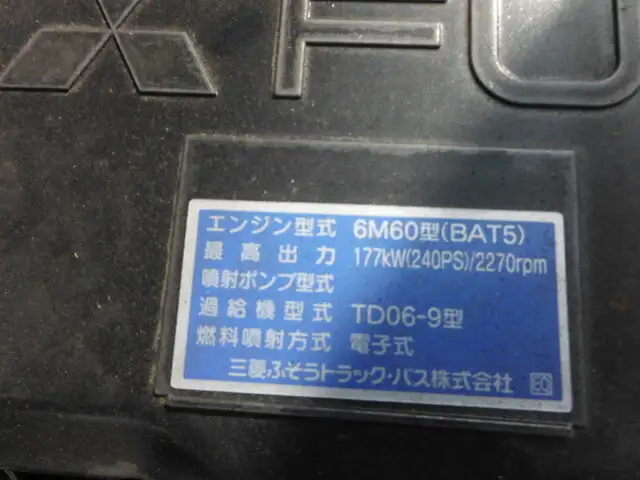 FU
エンジン型式 6M60型(BAT5)
最高出力 177kW(240PS)/2270rpm
噴射ポンプ型式
過給機型式 TD06-9型
燃料噴射方式 電子式
三菱ふそうトラック・バス株式会社